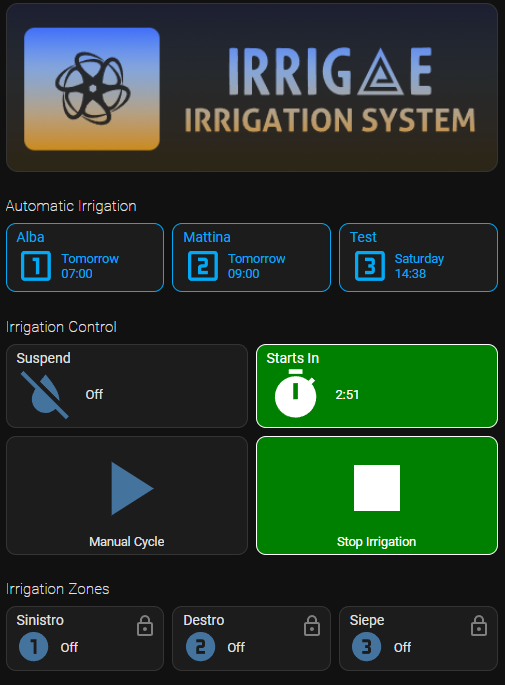 IRRIGAE
IRRIGATION SYSTEM
Automatic Irrigation
Alba
1
Tomorrow
07:00
Mattina
2
Tomorrow
09:00
Test
3
Saturday
14:38
Irrigation Control
Suspend
Off
Starts In
2:51
Manual Cycle
Stop Irrigation
Irrigation Zones
Sinistro
1
Off
Destro
2
Off
Siepe
3
Off